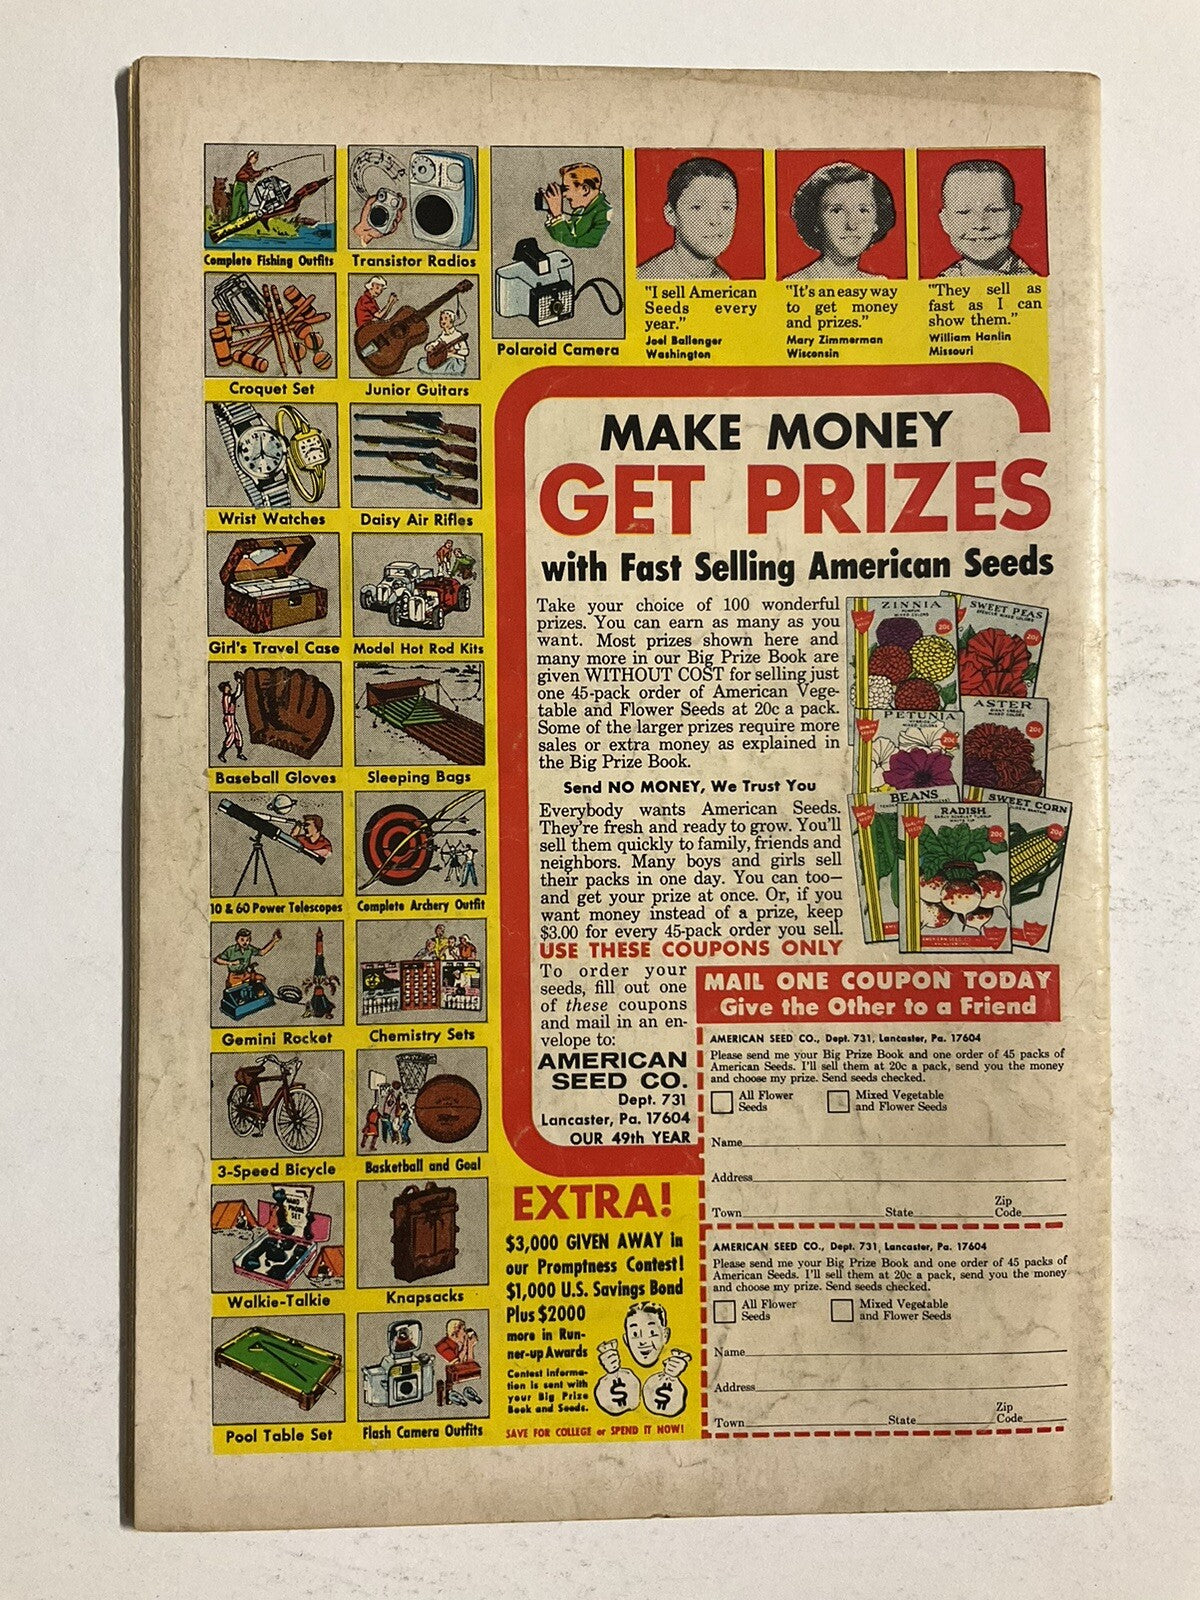 Complete Fishing Outfits
Transistor Radios
Polaroid Camera
Croquet Set
Junior Guitars
Wrist Watches
Daisy Air Rifles
Girl's Travel Case
Model Hot Rod Kits
Baseball Gloves
Sleeping Bags
10 & 60 Power Telescopes
Complete Archery Outfit
Gemini Rocket
Chemistry Sets
3-Speed Bicycle
Basketball and Goal
HAND
PHONE
SET
Walkie-Talkie
Knapsacks
Pool Table Set
Flash Camera Outfits
"I sell American
Seeds every
year."
Joel Ballenger
Washington
"It's an easy way
to get money
and prizes."
Mary Zimmerman
Wisconsin
"They sell as
fast as I can
show them."
William Hanlin
Missouri
MAKE MONEY
GET PRIZES
with Fast Selling American Seeds
Take your choice of 100 wonderful
prizes. You can earn as many as you
want. Most prizes shown here and
many more in our Big Prize Book are
given WITHOUT COST for selling just
one 45-pack order of American Vege-
table and Flower Seeds at 20c a pack.
Some of the larger prizes require more
sales or extra money as explained in
the Big Prize Book.
Send NO MONEY, We Trust You
Everybody wants American Seeds.
They're fresh and ready to grow. You'll
sell them quickly to family, friends and
neighbors. Many boys and girls sell
their packs in one day. You can too—
and get your prize at once. Or, if you
want money instead of a prize, keep
$3.00 for every 45-pack order you sell.
USE THESE COUPONS ONLY
To order your
seeds, fill out one
of these coupons
and mail in an en-
velope to:
AMERICAN
SEED CO.
Dept. 731
Lancaster, Pa. 17604
OUR 49th YEAR
ZINNIA
MIXED COLORS
20c
SWEET PEAS
MIXED COLORS
20c
PETUNIA
MIXED COLORS
20c
ASTER
MIXED COLORS
20c
BEANS
RADISH
20c
AMERICAN SEED CO.
SWEET CORN
20c
MAIL ONE COUPON TODAY
Give the Other to a Friend
AMERICAN SEED CO., Dept. 731, Lancaster, Pa. 17604
Please send me your Big Prize Book and one order of 45 packs of
American Seeds. I'll sell them at 20c a pack, send you the money
and choose my prize. Send seeds checked.
All Flower Seeds
Mixed Vegetable and Flower Seeds
Name
Address
Town State Zip Code
AMERICAN SEED CO., Dept. 731, Lancaster, Pa. 17604
Please send me your Big Prize Book and one order of 45 packs of
American Seeds. I'll sell them at 20c a pack, send you the money
and choose my prize. Send seeds checked.
All Flower Seeds
Mixed Vegetable and Flower Seeds
Name
Address
Town State Zip Code
EXTRA!
$3,000 GIVEN AWAY in
our Promptness Contest!
$1,000 U.S. Savings Bond
Plus $2000
more in Run-
ner-up Awards
Contest informa-
tion is sent with
your Big Prize
Book and Seeds.
$ $
SAVE FOR COLLEGE or SPEND IT NOW!